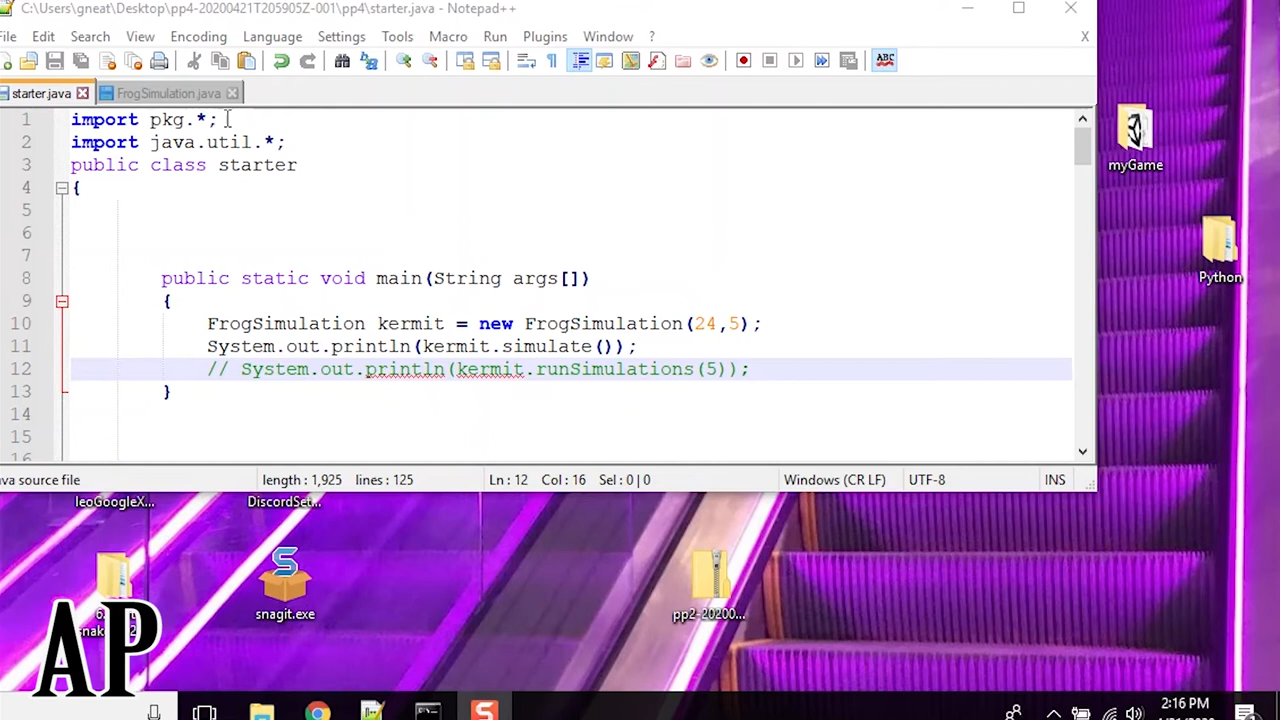 C:\Users\gneat\Desktop\pp4-20200421T205905Z-001\pp4\starter.java - Notepad++
File Edit Search View Encoding Language Settings Tools Macro Run Plugins Window ? X
starter.java FrogSimulation.java
1 import pkg.*;
2 import java.util.*;
3 public class starter
4 {
5
6
7
8 public static void main(String args[])
9 {
10 FrogSimulation kermit = new FrogSimulation(24,5);
11 System.out.println(kermit.simulate());
12 // System.out.println(kermit.runSimulations(5));
13 }
14
15
16
ava source file length : 1,925 lines : 125 Ln : 12 Col : 16 Sel : 0 | 0 Windows (CR LF) UTF-8 INS
myGame
Python
leoGoogleX... DiscordSet...
snagit.exe
pp2-20200...
AP
2:16 PM